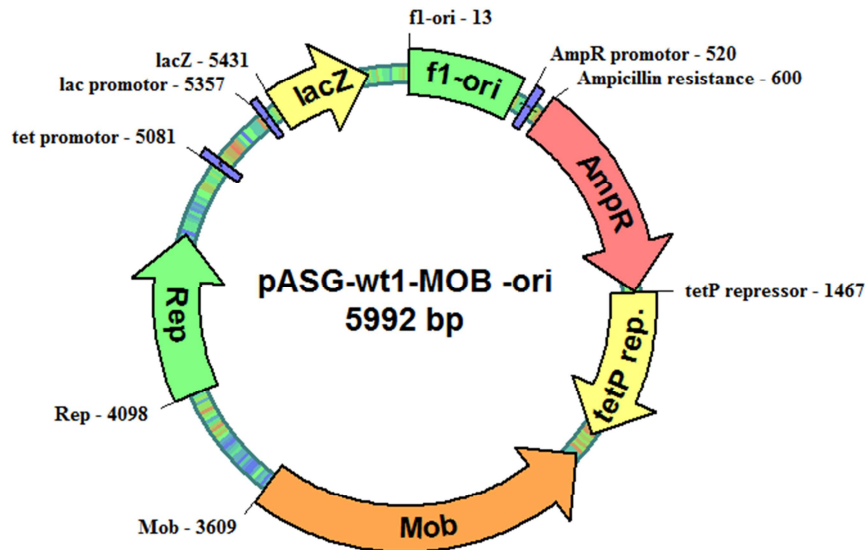 f1-ori - 13
lacZ - 5431
AmpR promotor - 520
lac promotor - 5357
Ampicillin resistance - 600
tet promotor - 5081
lacZ
f1-ori
AmpR
pASG-wt1-MOB -ori
5992 bp
tetP repressor - 1467
Rep
tetP rep.
Rep - 4098
Mob - 3609
Mob